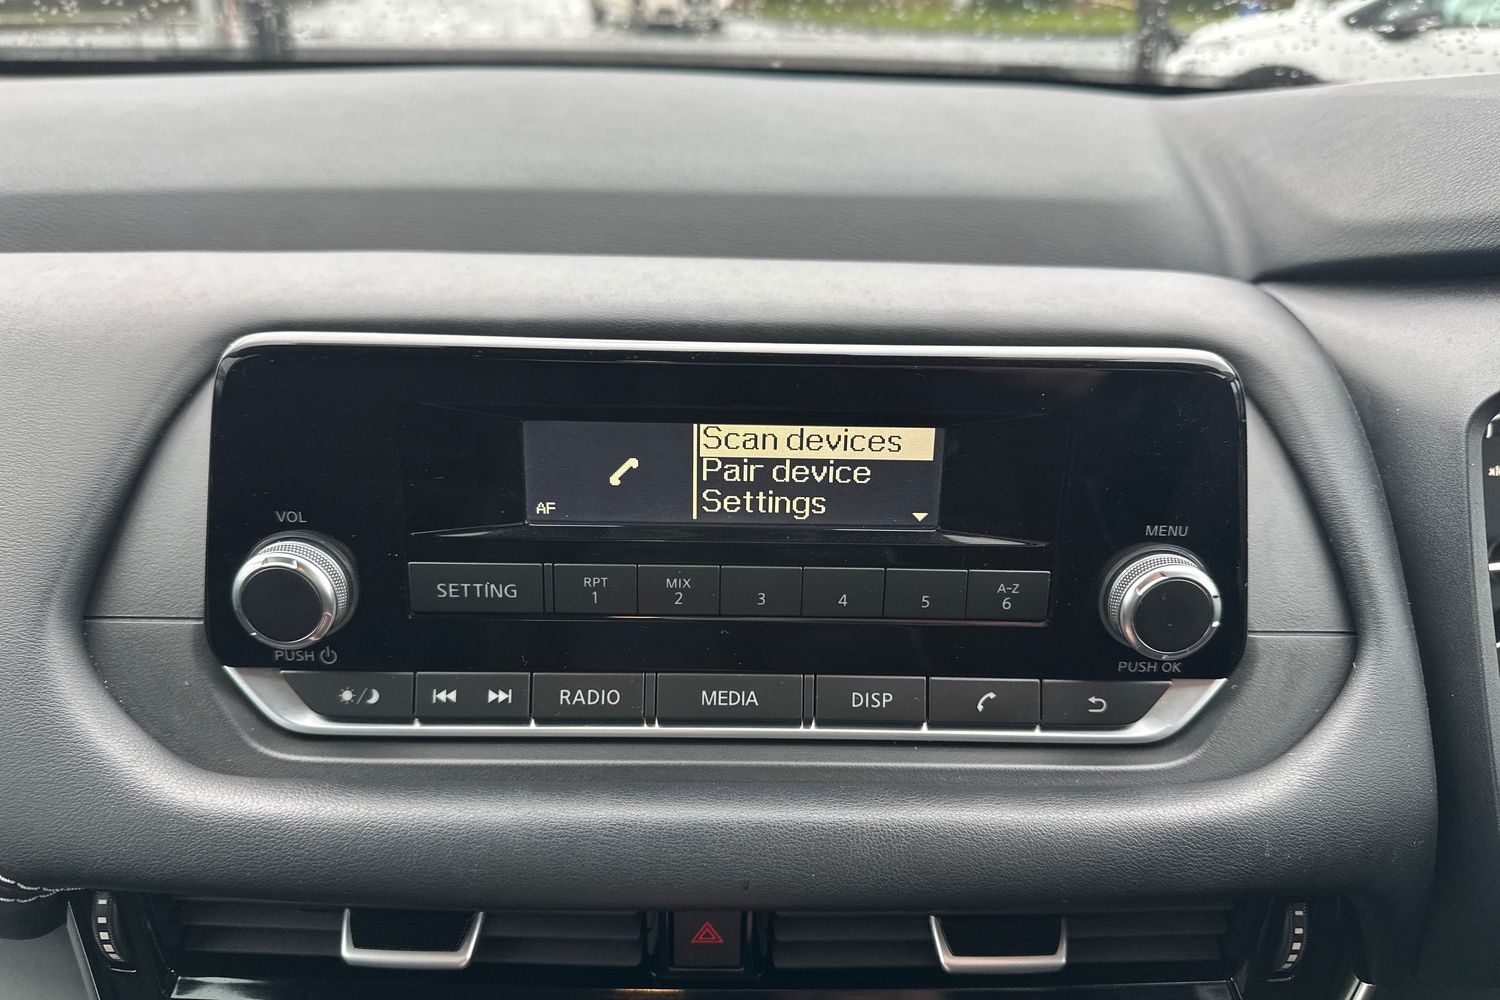 Scan devices
Pair device
Settings
AF
VOL
MENU
SETTING
RPT
1
MIX
2
3
4
5
A-Z
6
PUSH
PUSH OK
RADIO
MEDIA
DISP